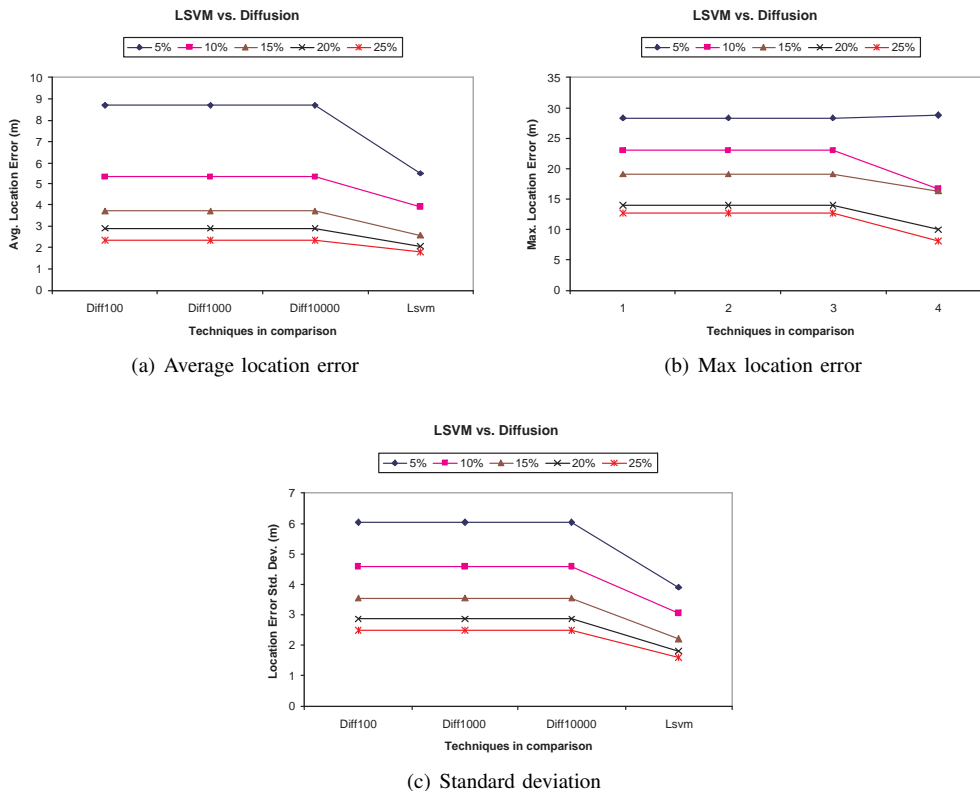 LSVM vs. Diffusion
5% 10% 15% 20% 25%
10
9
8
7
6
5
4
3
2
1
0
Avg. Location Error (m)
Diff100 Diff1000 Diff10000 Lsvm
Techniques in comparison
(a) Average location error
LSVM vs. Diffusion
5% 10% 15% 20% 25%
35
30
25
20
15
10
5
0
Max. Location Error (m)
1 2 3 4
Techniques in comparison
(b) Max location error
LSVM vs. Diffusion
5% 10% 15% 20% 25%
7
6
5
4
3
2
1
0
Location Error Std. Dev. (m)
Diff100 Diff1000 Diff10000 Lsvm
Techniques in comparison
(c) Standard deviation